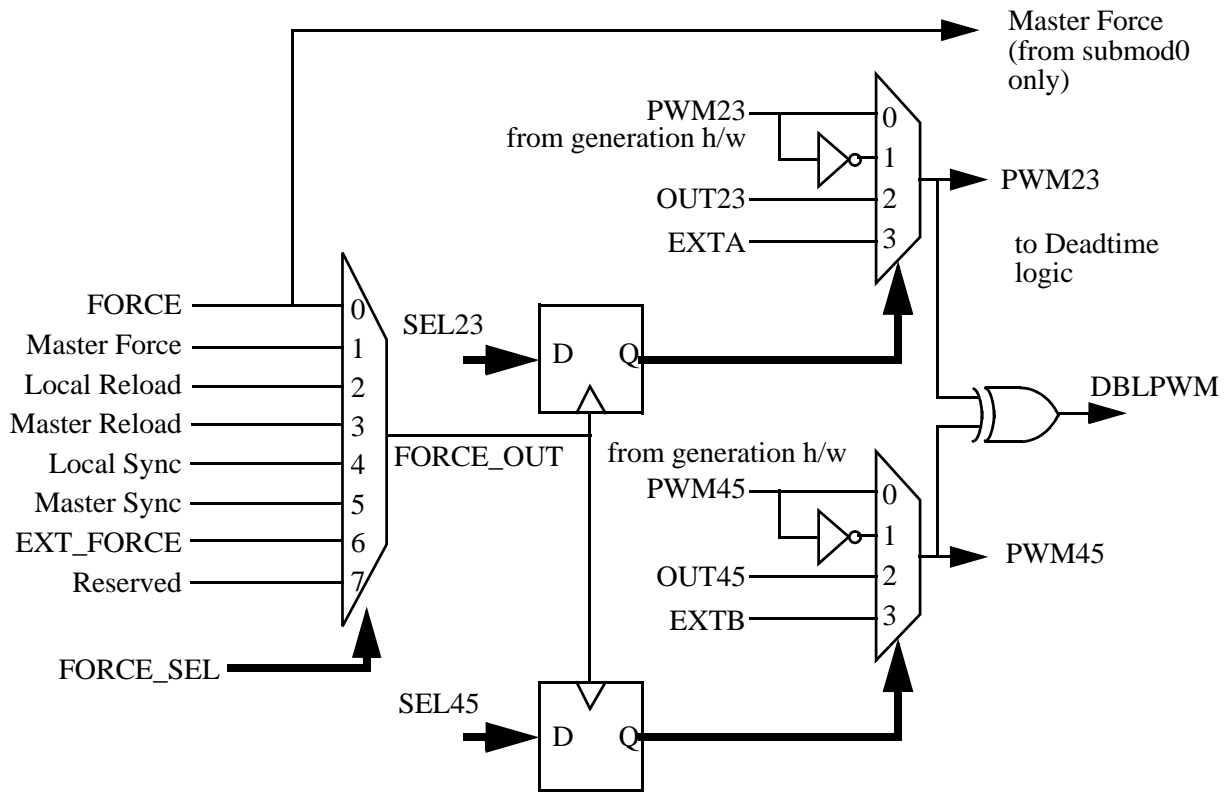 Master Force
(from submod0
only)
PWM23
from generation h/w
0
1
OUT23
2
EXTA
3
PWM23
to Deadtime
logic
FORCE
0
Master Force
1
Local Reload
2
Master Reload
3
Local Sync
4
Master Sync
5
EXT_FORCE
6
Reserved
7
FORCE_SEL
FORCE_OUT
SEL23
D
Q
DBLPWM
from generation h/w
PWM45
0
1
OUT45
2
EXTB
3
PWM45
SEL45
D
Q